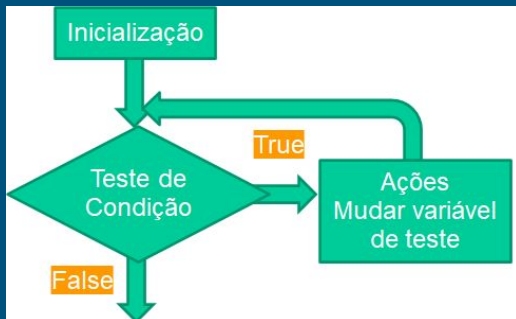 Inicialização
True
Teste de
Condição
Ações
Mudar variável
de teste
False